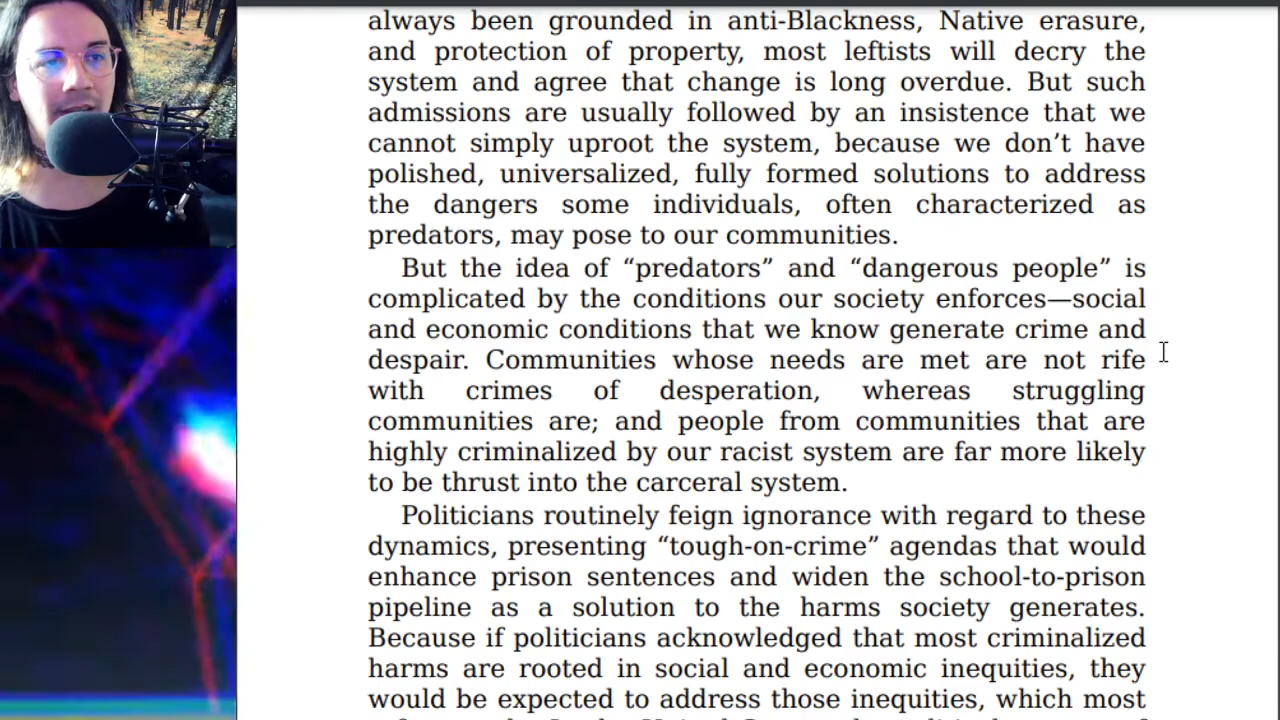 always been grounded in anti-Blackness, Native erasure,
and protection of property, most leftists will decry the
system and agree that change is long overdue. But such
admissions are usually followed by an insistence that we
cannot simply uproot the system, because we don’t have
polished, universalized, fully formed solutions to address
the dangers some individuals, often characterized as
predators, may pose to our communities.
But the idea of “predators” and “dangerous people” is
complicated by the conditions our society enforces—social
and economic conditions that we know generate crime and
despair. Communities whose needs are met are not rife
with crimes of desperation, whereas struggling
communities are; and people from communities that are
highly criminalized by our racist system are far more likely
to be thrust into the carceral system.
Politicians routinely feign ignorance with regard to these
dynamics, presenting “tough-on-crime” agendas that would
enhance prison sentences and widen the school-to-prison
pipeline as a solution to the harms society generates.
Because if politicians acknowledged that most criminalized
harms are rooted in social and economic inequities, they
would be expected to address those inequities, which most